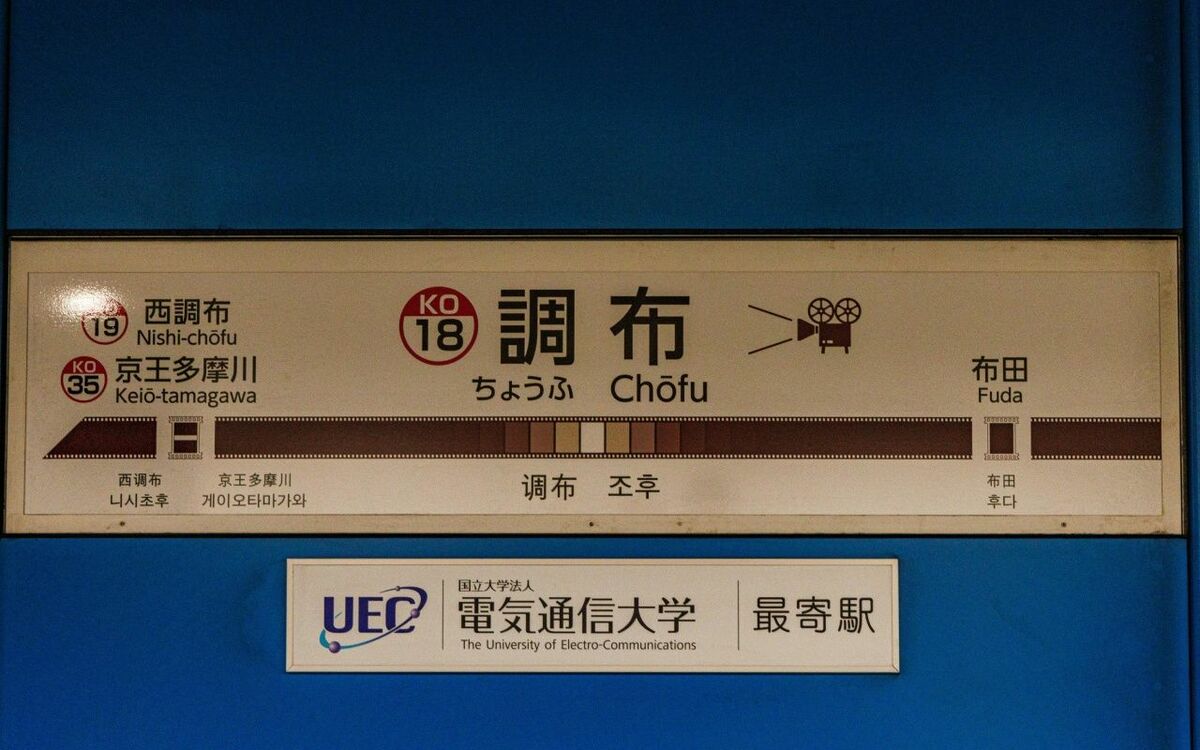 19 西調布
Nishi-chōfu
KO 35 京王多摩川
Keiō-tamagawa
KO 18 調布
ちょうふ Chōfu
布田
Fuda
西调布
니시초후
京王多摩川
게이오타마가와
调布 조후
布田
후다
UEC
国立大学法人
電気通信大学
The University of Electro-Communications
最寄駅